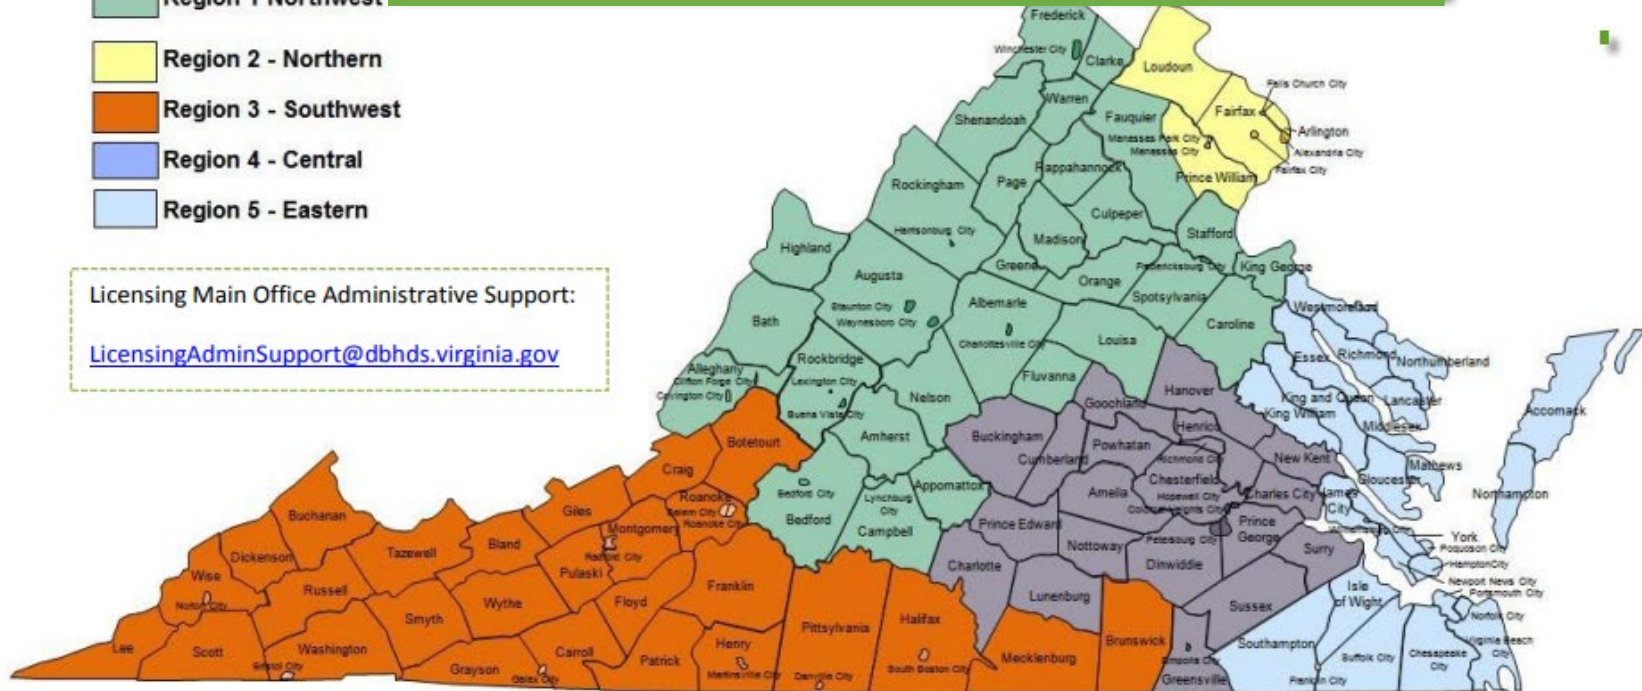 Region 1 Northwest
Region 2 - Northern
Region 3 - Southwest
Region 4 - Central
Region 5 - Eastern
Licensing Main Office Administrative Support:
LicensingAdminSupport@dbhds.virginia.gov
Frederick
Winchester City
Clarke
Loudoun
Falls Church City
Warren
Fairfax
Shenandoah
Fauquier
Arlington
Manassas Park City
Manassas City
Alexandria City
Fairfax City
Rappahannock
Prince William
Rockingham
Page
Culpeper
Harrisonburg City
Madison
Stafford
Highland
Greene
Fredericksburg City
King George
Augusta
Orange
Spotsylvania
Albemarle
Staunton City
Waynesboro City
Westmoreland
Bath
Caroline
Charlottesville City
Louisa
Rockbridge
Essex
Richmond
Northumberland
Alleghany
Clifton Forge City
Lexington City
Fluvanna
Covington City
Nelson
Hanover
King and Queen
Lancaster
Goochland
King William
Accomack
Buena Vista City
Middlesex
Botetourt
Amherst
Buckingham
Henrico
Powhatan
Cumberland
Richmond City
New Kent
Craig
Mathews
Chesterfield
Gloucester
Appomattox
Roanoke
Bedford City
Lynchburg City
Amelia
Hopewell City
Charles City
James City
Northampton
Salem City
Roanoke City
Colonial Heights City
Giles
Buchanan
Montgomery
Bedford
Campbell
Prince Edward
Prince George
Williamsburg City
York
Bland
Petersburg City
Nottoway
Surry
Poquoson City
Dickenson
Tazewell
Radford City
Charlotte
Dinwiddie
Hampton City
Pulaski
Newport News City
Wise
Russell
Franklin
Portsmouth City
Isle of Wight
Norton City
Wythe
Floyd
Lunenburg
Sussex
Smyth
Halifax
Norfolk City
Pittsylvania
Lee
Scott
Washington
Henry
Brunswick
Southampton
Virginia Beach City
Carroll
Patrick
Mecklenburg
Suffolk City
Chesapeake City
Bristol City
Grayson
Galax City
Martinsville City
Danville City
South Boston City
Emporia City
Greensville
Franklin City